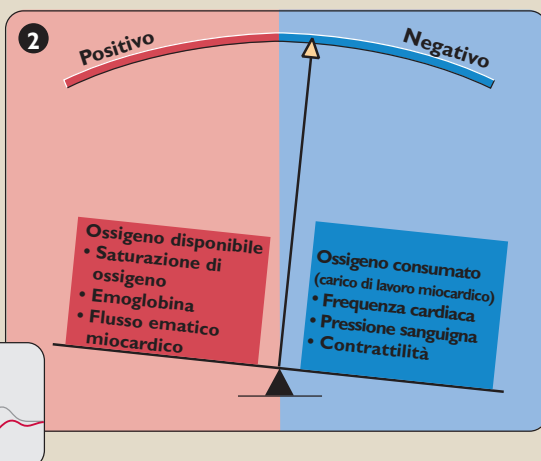 2
Positivo
Negativo
Ossigeno disponibile
• Saturazione di
ossigeno
• Emoglobina
• Flusso ematico
miocardico
Ossigeno consumato
(carico di lavoro miocardico)
• Frequenza cardiaca
• Pressione sanguigna
• Contrattilità